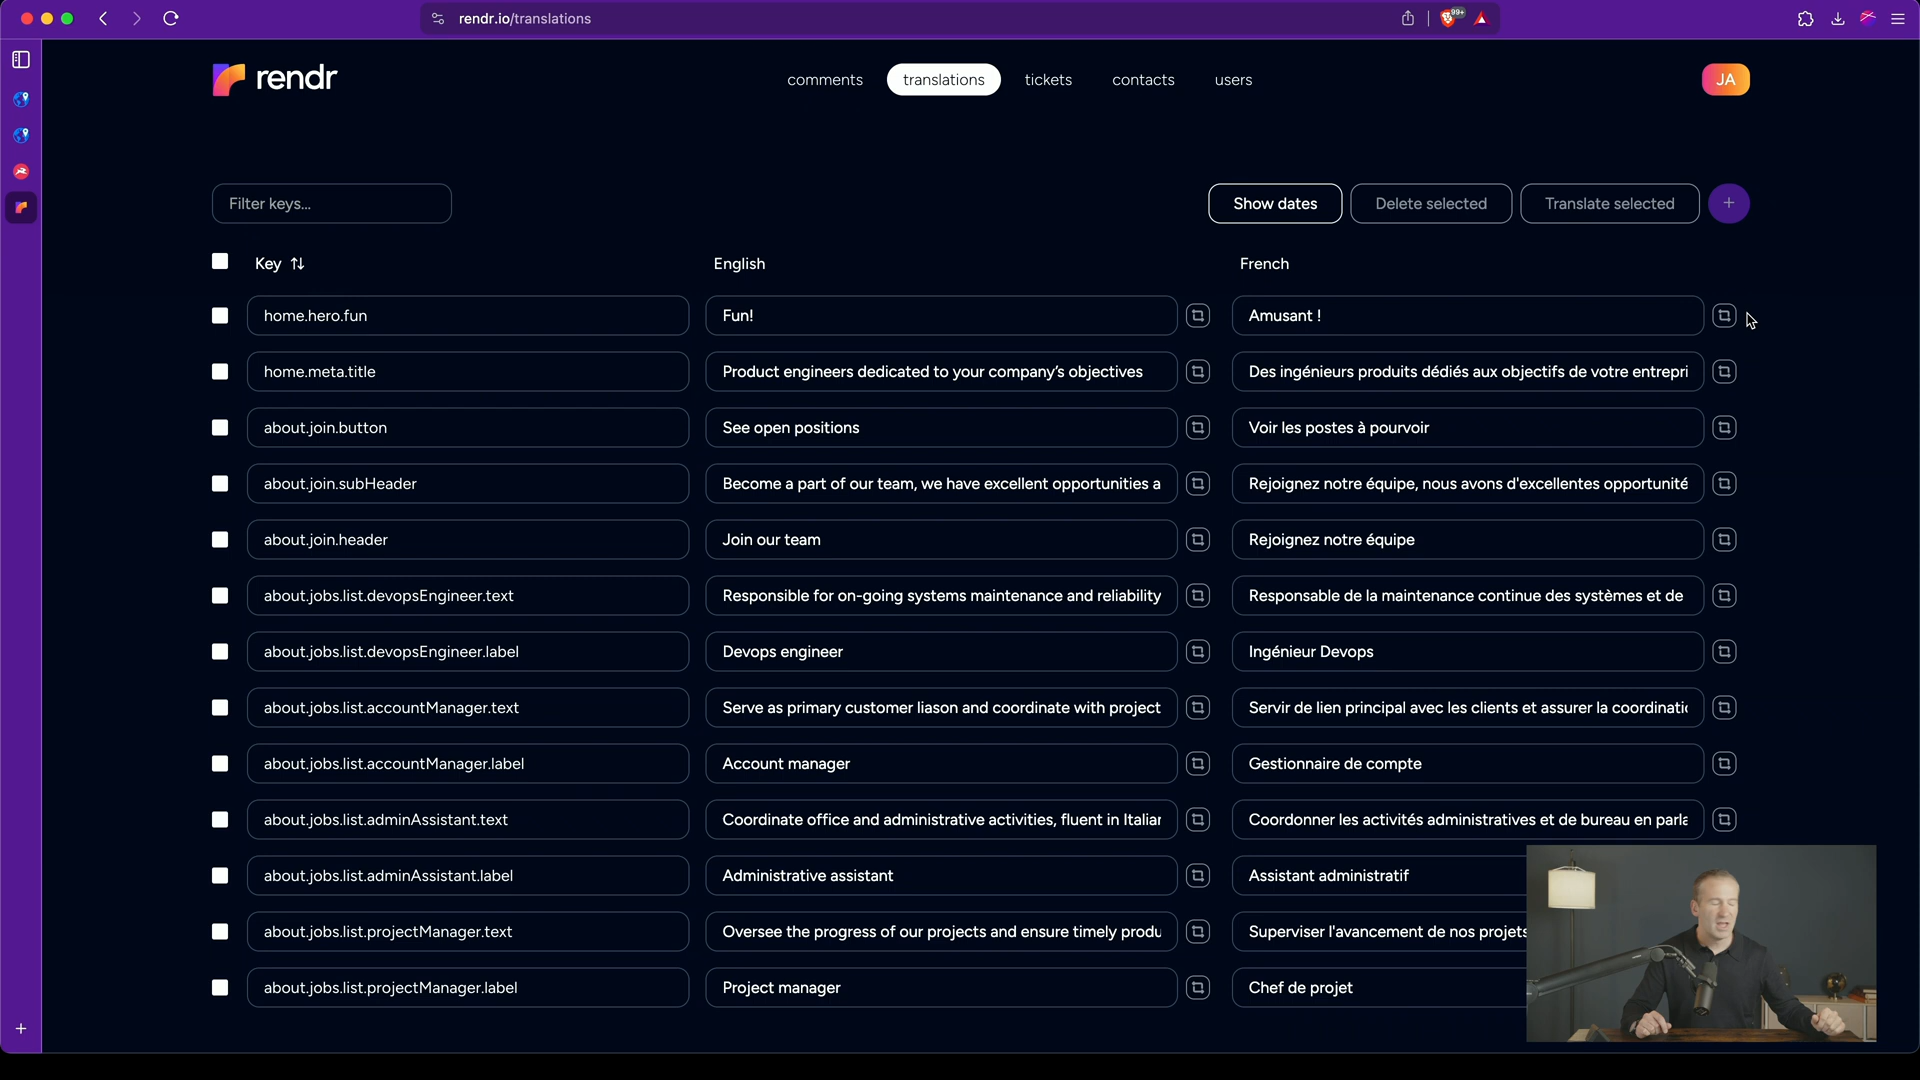 rendr.io/translations
99+
rendr
comments
translations
tickets
contacts
users
JA
Filter keys...
Show dates
Delete selected
Translate selected
+
Key
English
French
home.hero.fun
Fun!
Amusant !
home.meta.title
Product engineers dedicated to your company’s objectives
Des ingénieurs produits dédiés aux objectifs de votre entrepri
about.join.button
See open positions
Voir les postes à pourvoir
about.join.subHeader
Become a part of our team, we have excellent opportunities a
Rejoignez notre équipe, nous avons d'excellentes opportunité
about.join.header
Join our team
Rejoignez notre équipe
about.jobs.list.devopsEngineer.text
Responsible for on-going systems maintenance and reliability
Responsable de la maintenance continue des systèmes et de
about.jobs.list.devopsEngineer.label
Devops engineer
Ingénieur Devops
about.jobs.list.accountManager.text
Serve as primary customer liason and coordinate with project
Servir de lien principal avec les clients et assurer la coordinatio
about.jobs.list.accountManager.label
Account manager
Gestionnaire de compte
about.jobs.list.adminAssistant.text
Coordinate office and administrative activities, fluent in Italian
Coordonner les activités administratives et de bureau en parla
about.jobs.list.adminAssistant.label
Administrative assistant
Assistant administratif
about.jobs.list.projectManager.text
Oversee the progress of our projects and ensure timely produ
Superviser l'avancement de nos projets
about.jobs.list.projectManager.label
Project manager
Chef de projet
+